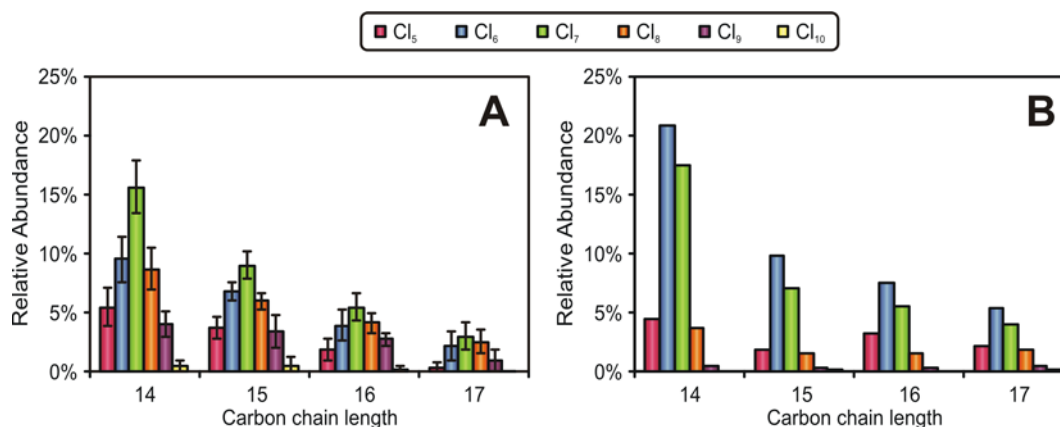 Cl₅ Cl₆ Cl₇ Cl₈ Cl₉ Cl₁₀
A
Relative Abundance
25%
20%
15%
10%
5%
0%
14 15 16 17
Carbon chain length
B
Relative Abundance
25%
20%
15%
10%
5%
0%
14 15 16 17
Carbon chain length